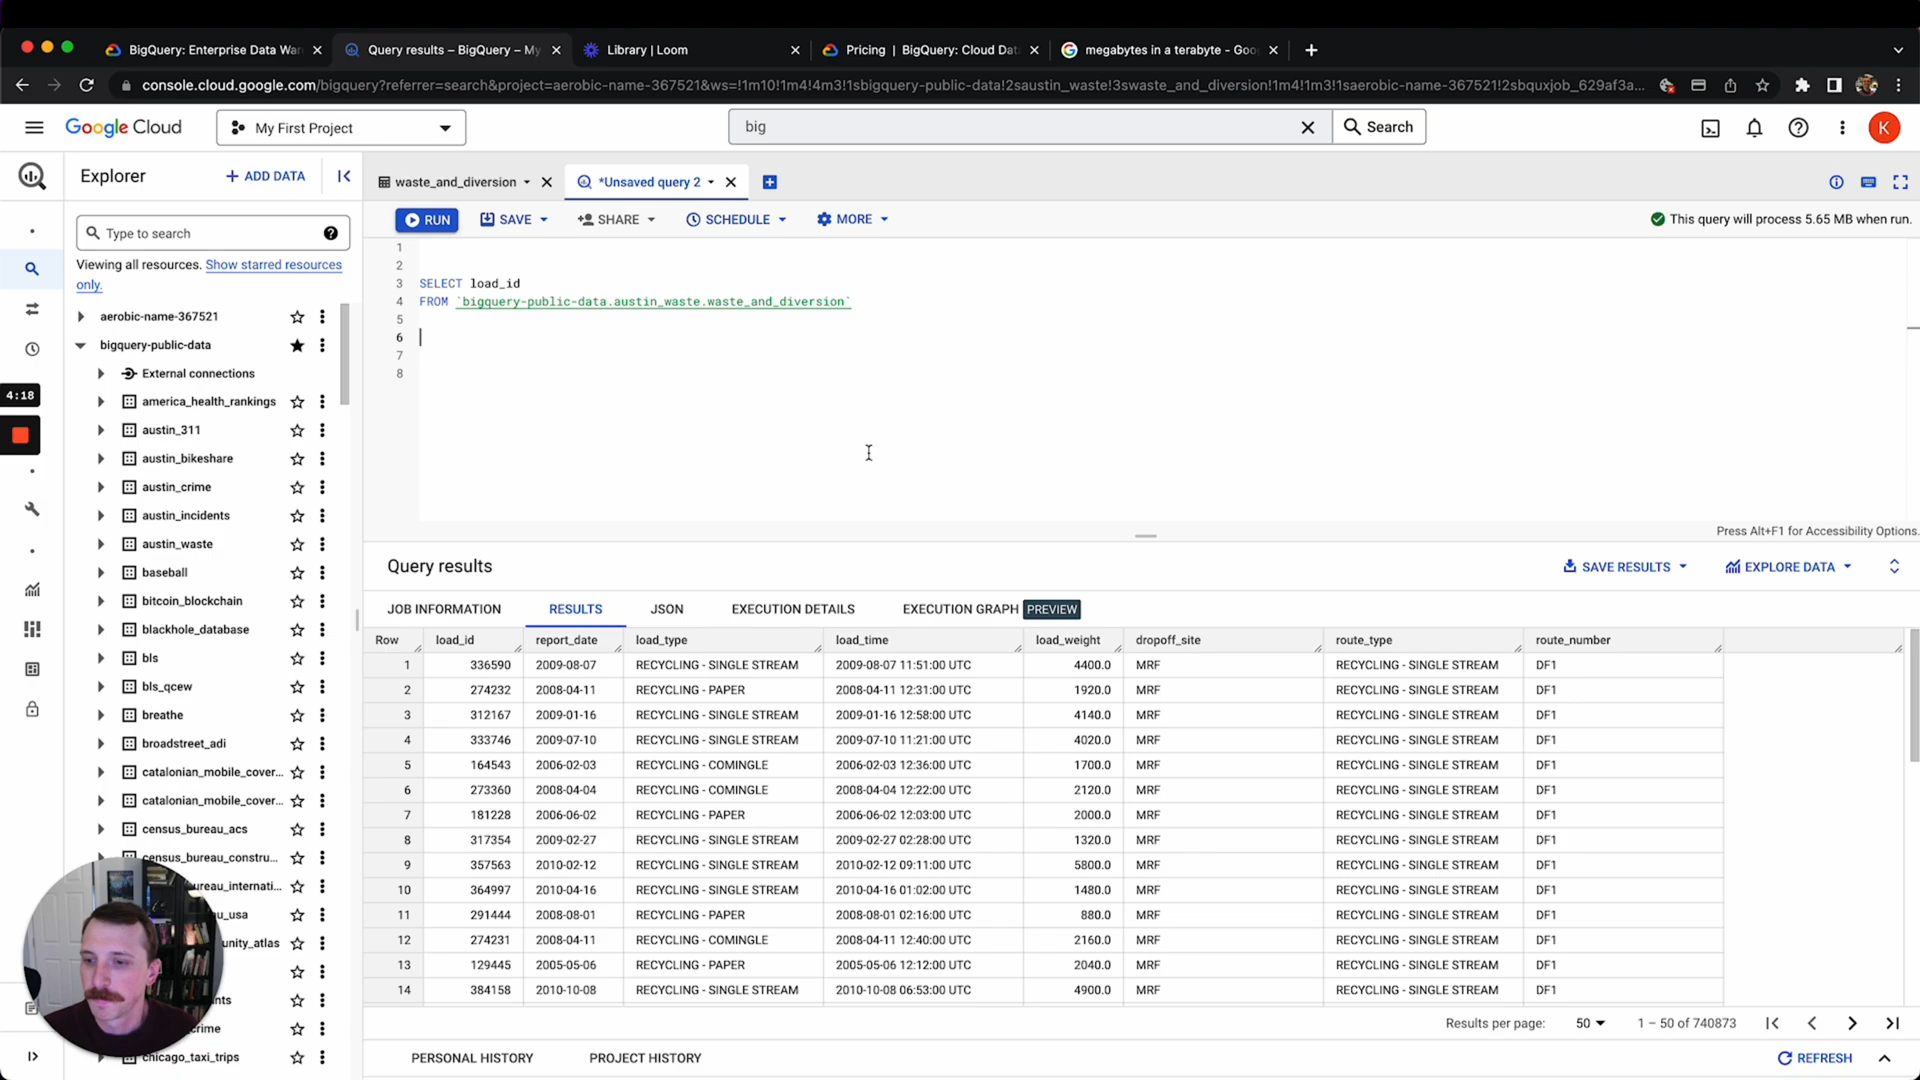 BigQuery: Enterprise Data War
Query results – BigQuery – My
Library | Loom
Pricing | BigQuery: Cloud Dat
megabytes in a terabyte - Goo
console.cloud.google.com/bigquery?referrer=search&project=aerobic-name-367521&ws=!1m10!1m4!4m3!1sbigquery-public-data!2saustin_waste!3swaste_and_diversion!1m4!1m3!1saerobic-name-367521!2sbquxjob_629af3a...
Google Cloud
My First Project
big
Search
K
Explorer
+ ADD DATA
waste_and_diversion
*Unsaved query 2
Type to search
RUN
SAVE
SHARE
SCHEDULE
MORE
This query will process 5.65 MB when run.
Viewing all resources. Show starred resources
only.
1
2
3 SELECT load_id
4 FROM `bigquery-public-data.austin_waste.waste_and_diversion`
5
6
7
8
aerobic-name-367521
bigquery-public-data
External connections
4:18
america_health_rankings
austin_311
austin_bikeshare
austin_crime
austin_incidents
austin_waste
baseball
bitcoin_blockchain
blackhole_database
bls
bls_qcew
breathe
broadstreet_adi
catalonian_mobile_cover...
catalonian_mobile_cover...
census_bureau_acs
census_bureau_constru...
ureau_internati...
au_usa
unity_atlas
nts
crime
chicago_taxi_trips
Press Alt+F1 for Accessibility Options.
Query results
SAVE RESULTS
EXPLORE DATA
JOB INFORMATION
RESULTS
JSON
EXECUTION DETAILS
EXECUTION GRAPH PREVIEW
Row load_id report_date load_type load_time load_weight dropoff_site route_type route_number
1 336590 2009-08-07 RECYCLING - SINGLE STREAM 2009-08-07 11:51:00 UTC 4400.0 MRF RECYCLING - SINGLE STREAM DF1
2 274232 2008-04-11 RECYCLING - PAPER 2008-04-11 12:31:00 UTC 1920.0 MRF RECYCLING - SINGLE STREAM DF1
3 312167 2009-01-16 RECYCLING - SINGLE STREAM 2009-01-16 12:58:00 UTC 4140.0 MRF RECYCLING - SINGLE STREAM DF1
4 333746 2009-07-10 RECYCLING - SINGLE STREAM 2009-07-10 11:21:00 UTC 4020.0 MRF RECYCLING - SINGLE STREAM DF1
5 164543 2006-02-03 RECYCLING - COMINGLE 2006-02-03 12:36:00 UTC 1700.0 MRF RECYCLING - SINGLE STREAM DF1
6 273360 2008-04-04 RECYCLING - COMINGLE 2008-04-04 12:22:00 UTC 2120.0 MRF RECYCLING - SINGLE STREAM DF1
7 181228 2006-06-02 RECYCLING - PAPER 2006-06-02 12:03:00 UTC 2000.0 MRF RECYCLING - SINGLE STREAM DF1
8 317354 2009-02-27 RECYCLING - SINGLE STREAM 2009-02-27 02:28:00 UTC 1320.0 MRF RECYCLING - SINGLE STREAM DF1
9 357563 2010-02-12 RECYCLING - SINGLE STREAM 2010-02-12 09:11:00 UTC 5800.0 MRF RECYCLING - SINGLE STREAM DF1
10 364997 2010-04-16 RECYCLING - SINGLE STREAM 2010-04-16 01:02:00 UTC 1480.0 MRF RECYCLING - SINGLE STREAM DF1
11 291444 2008-08-01 RECYCLING - PAPER 2008-08-01 02:16:00 UTC 880.0 MRF RECYCLING - SINGLE STREAM DF1
12 274231 2008-04-11 RECYCLING - COMINGLE 2008-04-11 12:40:00 UTC 2160.0 MRF RECYCLING - SINGLE STREAM DF1
13 129445 2005-05-06 RECYCLING - PAPER 2005-05-06 12:12:00 UTC 2040.0 MRF RECYCLING - SINGLE STREAM DF1
14 384158 2010-10-08 RECYCLING - SINGLE STREAM 2010-10-08 06:53:00 UTC 4900.0 MRF RECYCLING - SINGLE STREAM DF1
Results per page: 50 1 – 50 of 740873
PERSONAL HISTORY
PROJECT HISTORY
REFRESH